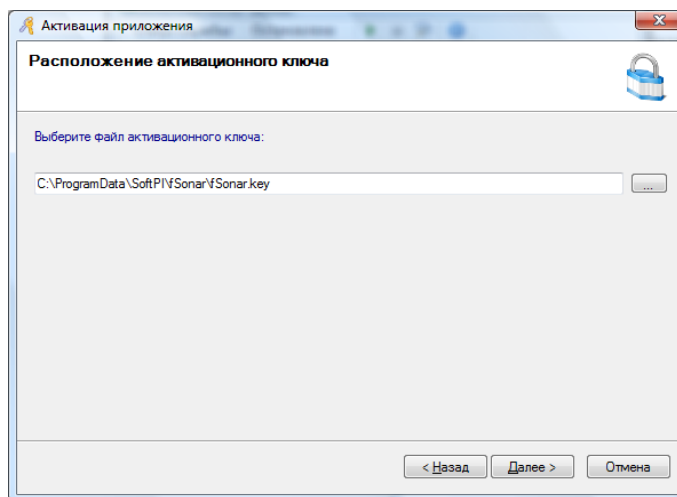 Активация приложения
Расположение активационного ключа
Выберите файл активационного ключа:
C:\ProgramData\SoftPI\fSonar\fSonar.key
...
< Назад
Далее >
Отмена